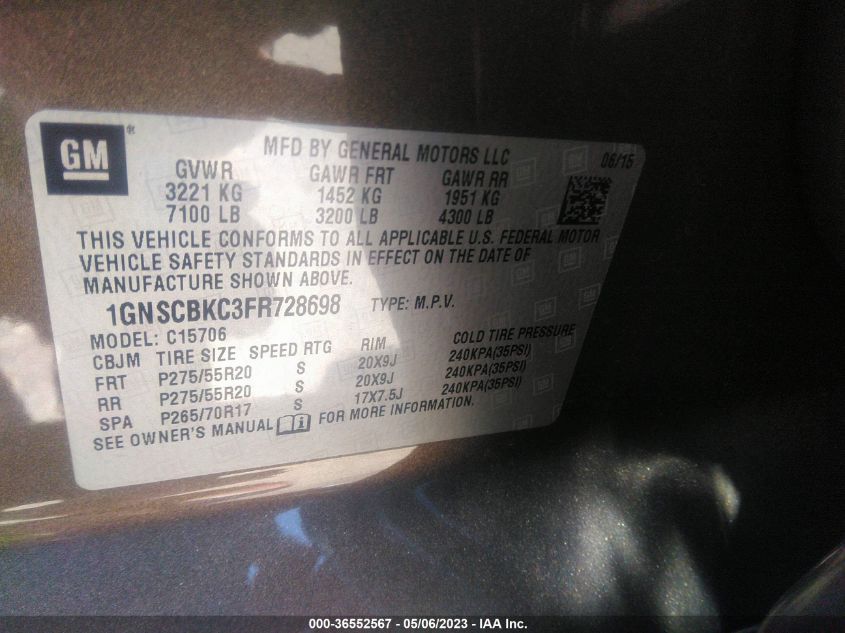 GM®
MFD BY GENERAL MOTORS LLC 06/15
GVWR GAWR FRT GAWR RR
3221 KG 1452 KG 1951 KG
7100 LB 3200 LB 4300 LB
THIS VEHICLE CONFORMS TO ALL APPLICABLE U.S. FEDERAL MOTOR
VEHICLE SAFETY STANDARDS IN EFFECT ON THE DATE OF
MANUFACTURE SHOWN ABOVE.
1GNSCBKC3FR728698 TYPE: M.P.V.
MODEL: C15706
CBJM TIRE SIZE SPEED RTG RIM COLD TIRE PRESSURE
FRT P275/55R20 S 20X9J 240KPA(35PSI)
RR P275/55R20 S 20X9J 240KPA(35PSI)
SPA P265/70R17 S 17X7.5J 240KPA(35PSI)
SEE OWNER'S MANUAL FOR MORE INFORMATION.
000-36552567 - 05/06/2023 - IAA Inc.